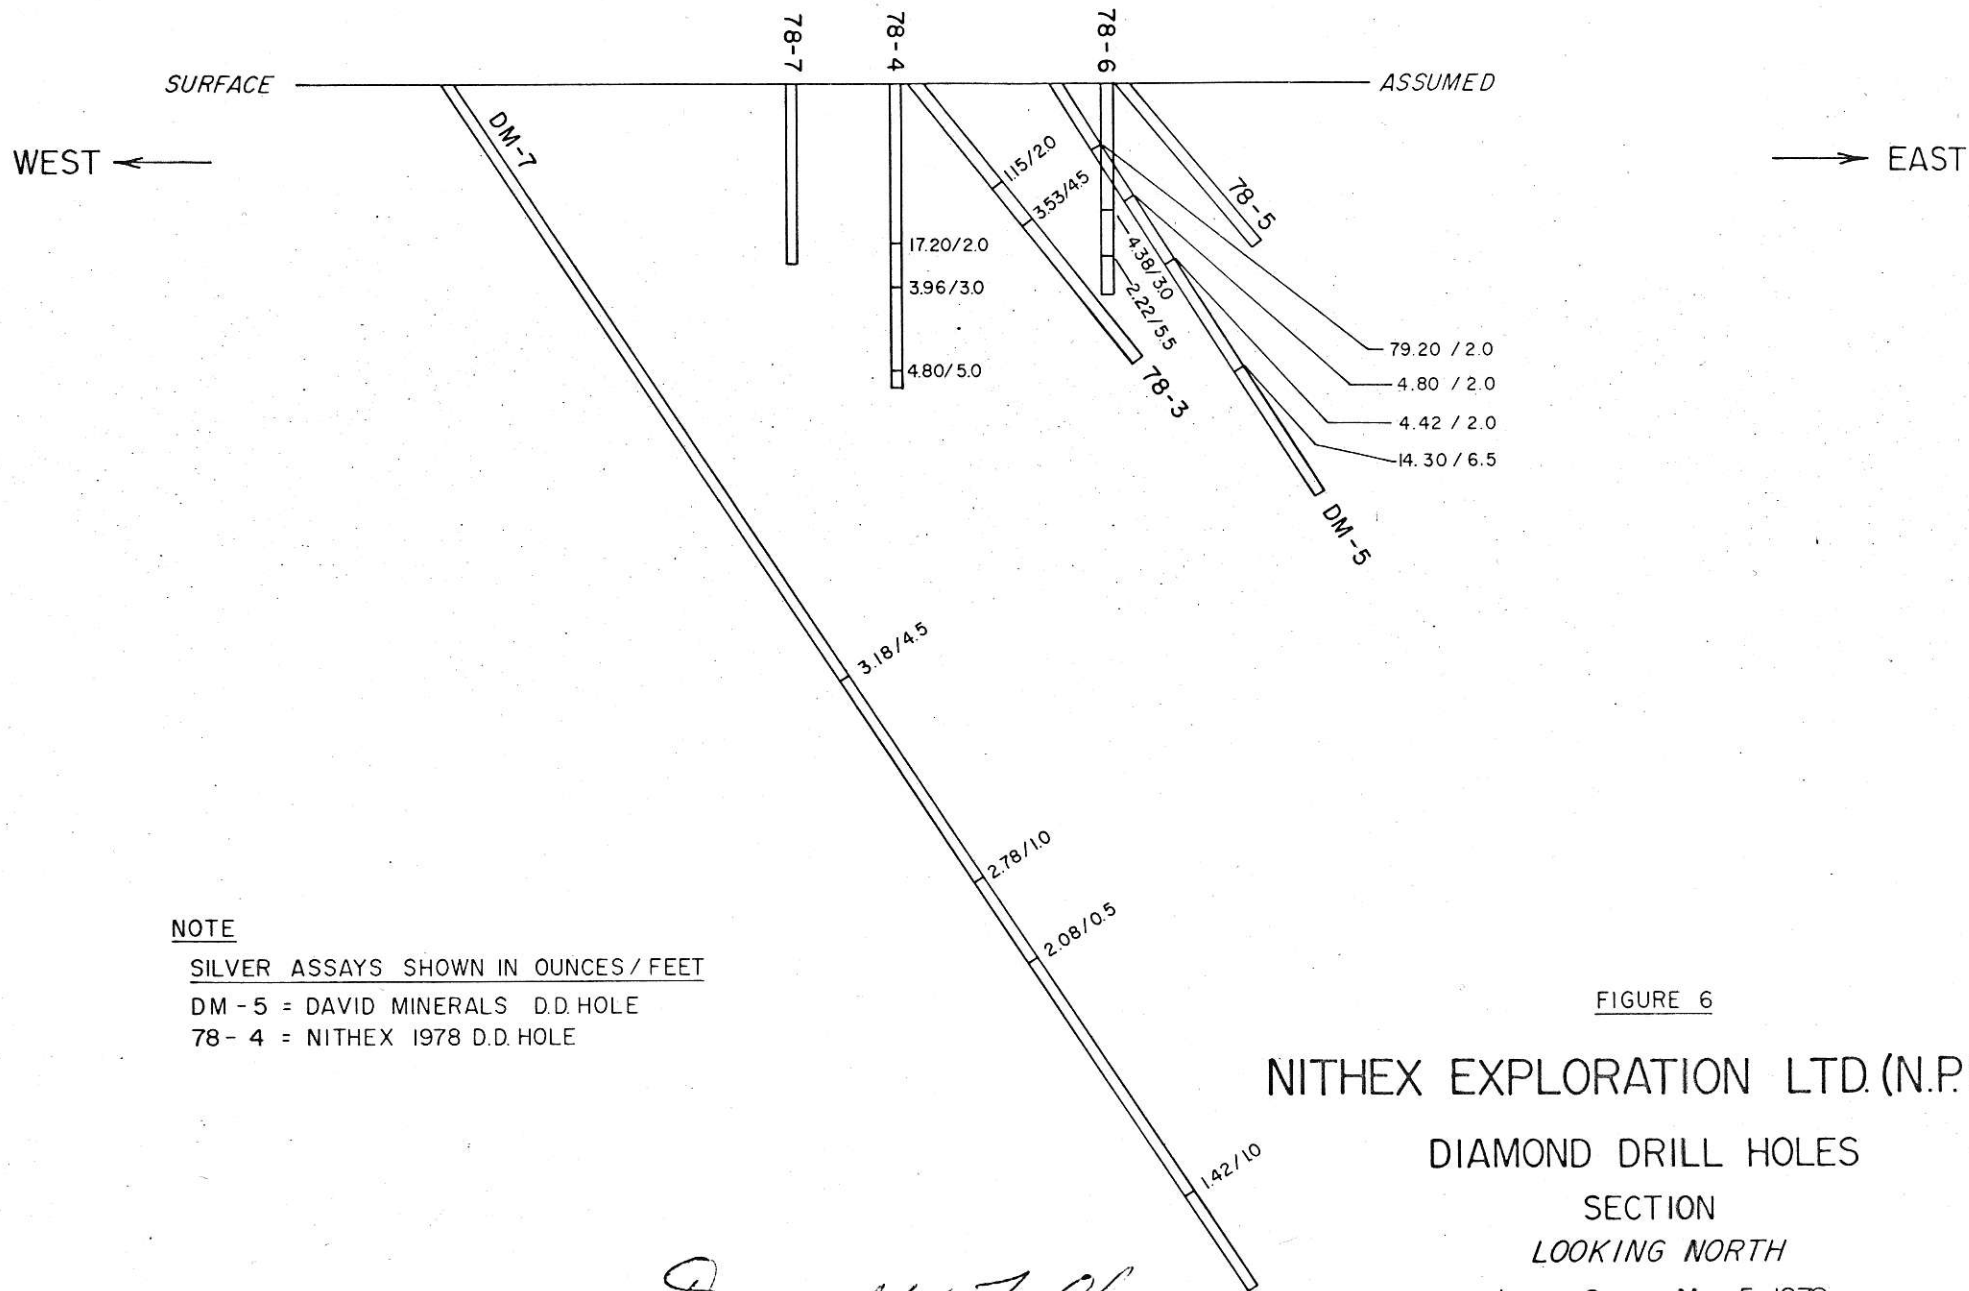 78-7
78-4
78-6
SURFACE
ASSUMED
WEST
EAST
DM-7
1.15/2.0
3.53/4.5
78-5
17.20/2.0
3.96/3.0
4.80/5.0
4.38/3.0
2.22/5.5
78-3
79.20 / 2.0
4.80 / 2.0
4.42 / 2.0
14.30 / 6.5
DM-5
3.18/4.5
2.78/1.0
2.08/0.5
1.42/1.0
NOTE
SILVER ASSAYS SHOWN IN OUNCES / FEET
DM - 5 = DAVID MINERALS D.D. HOLE
78 - 4 = NITHEX 1978 D.D. HOLE
FIGURE 6
NITHEX EXPLORATION LTD. (N.P.
DIAMOND DRILL HOLES
SECTION
LOOKING NORTH